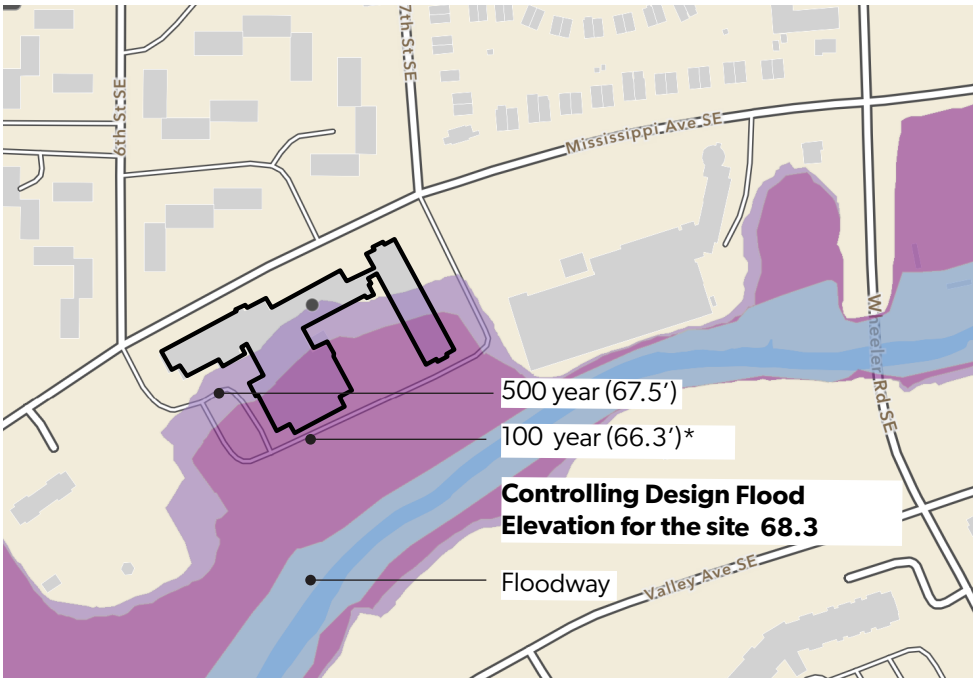 6th St SE
7th St SE
Mississippi Ave SE
Wheeler Rd SE
500 year (67.5’)
100 year (66.3’)*
Controlling Design Flood
Elevation for the site 68.3
Floodway
Valley Ave SE